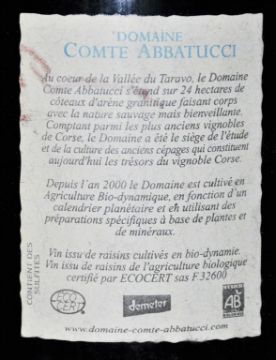 DOMAINE
COMTE ABBATUCCI
Au coeur de la Vallée du Taravo, le Domaine
Comte Abbatucci s'étend sur 24 hectares de
côteaux d'arène granitique faisant corps
avec la nature sauvage mais bienveillante.
Comptant parmi les plus anciens vignobles
de Corse, le Domaine a été le siège de l'étude
et de la culture des anciens cépages qui constituent
aujourd'hui les trésors du vignoble Corse.
Depuis l'an 2000 le Domaine est cultivé en
Agriculture Bio-dynamique, en fonction d'un
calendrier planétaire et en utilisant des
préparations spécifiques à base de plantes et
de minéraux.
Vin issu de raisins cultivés en bio-dynamie.
Vin issu de raisins de l'agriculture biologique
certifié par ECOCERT sas F 32600
CONTIENT DES
SULFITES
ECO
CERT
demeter
AB
www.domaine-comte-abbatucci.com